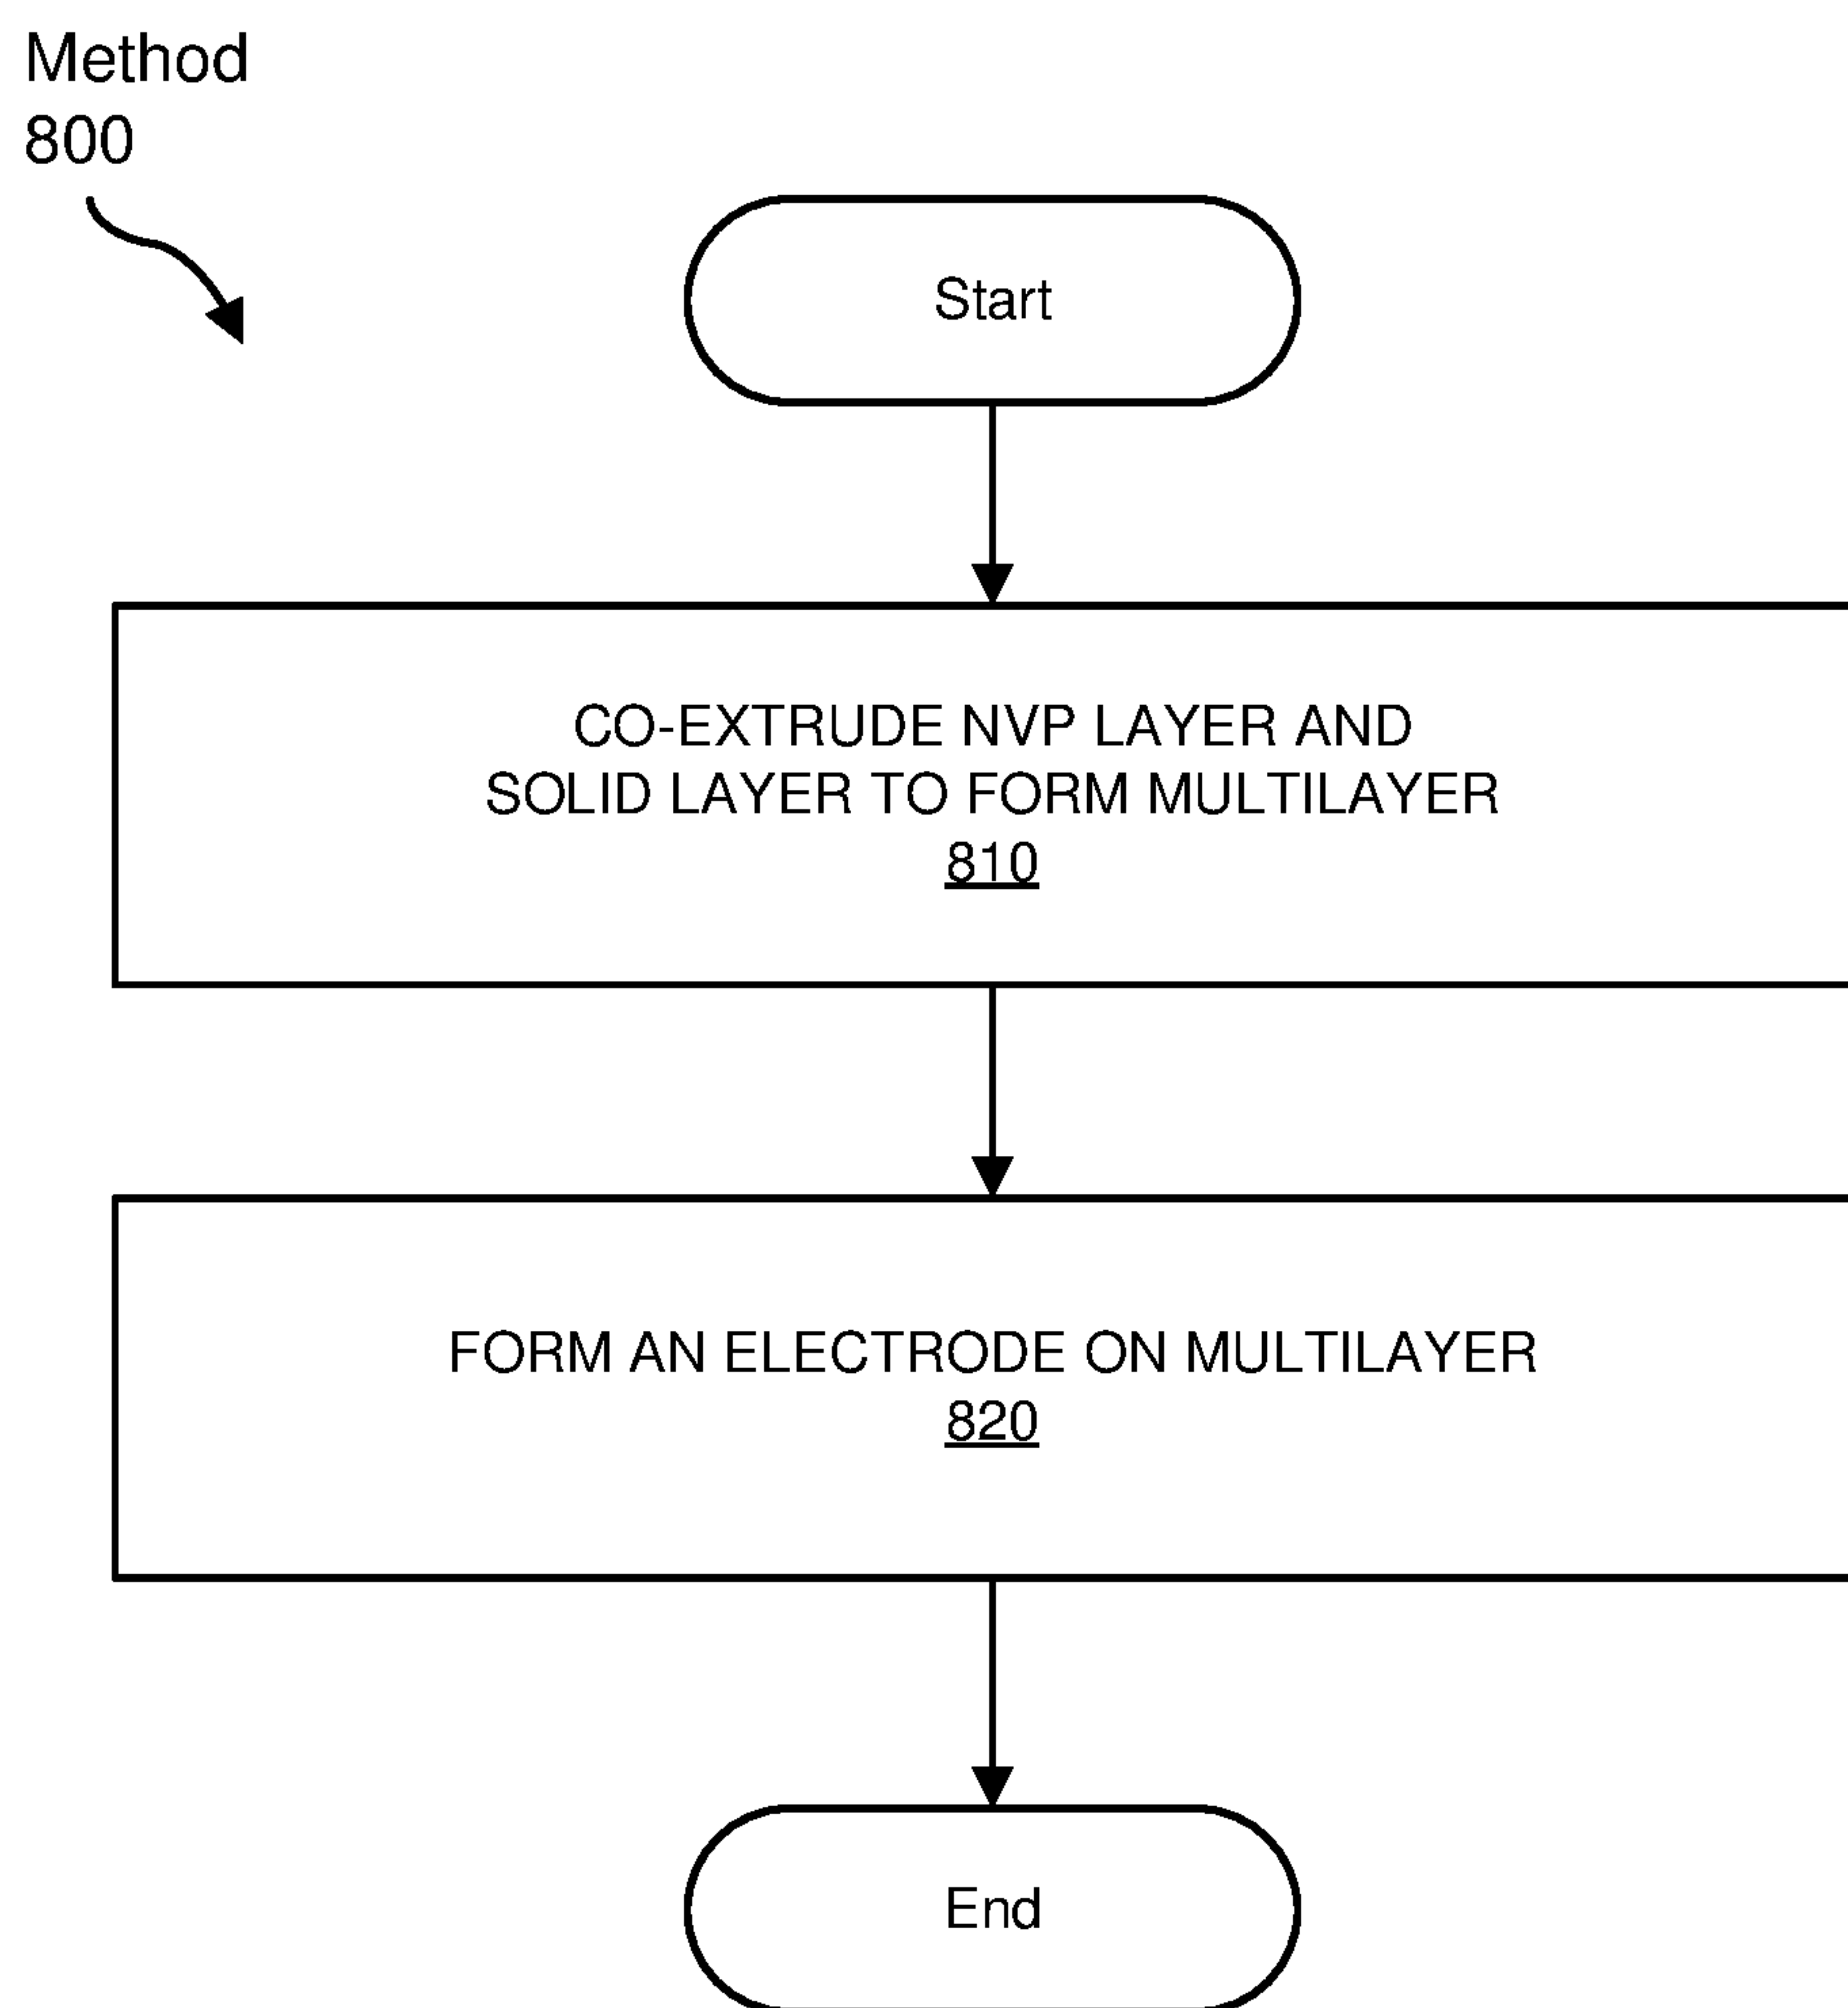 Method
800
Start
CO-EXTRUDE NVP LAYER AND
SOLID LAYER TO FORM MULTILAYER
810
FORM AN ELECTRODE ON MULTILAYER
820
End